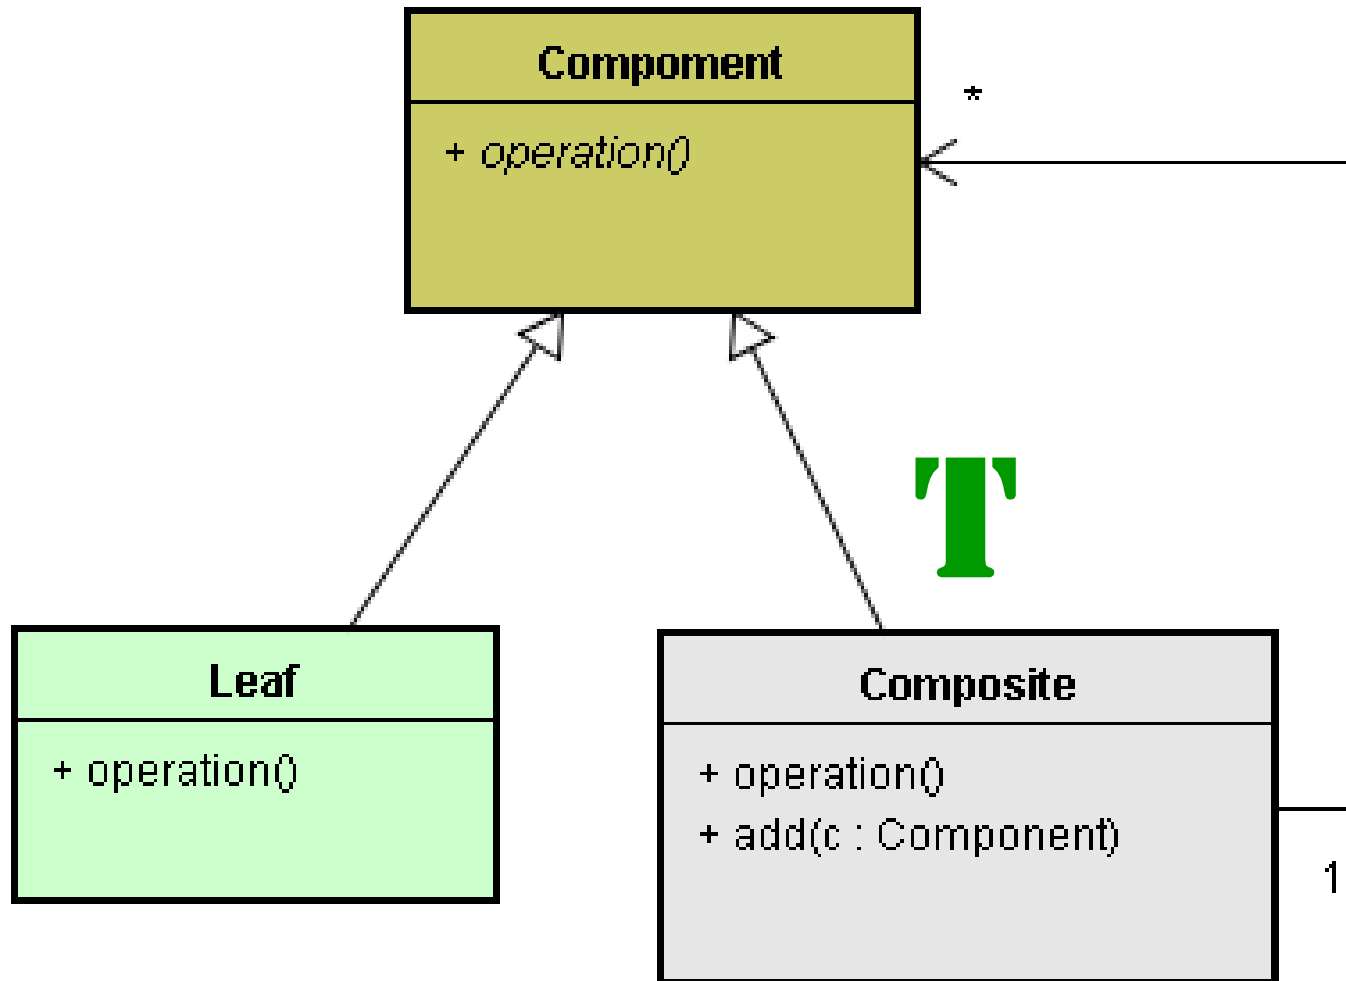 Compoment
*
+ operation()
T
Leaf
+ operation()
Composite
+ operation()
+ add(c : Component)
1